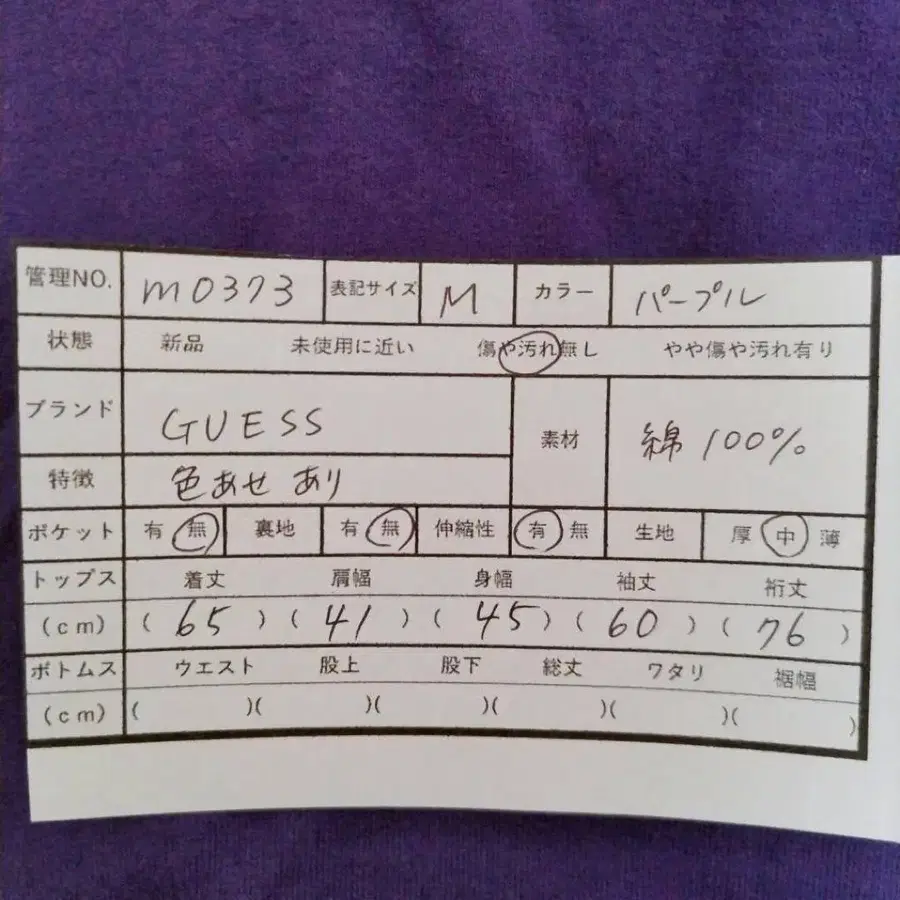 管理NO. m0373 表記サイズ M カラー パープル
状態 新品 未使用に近い 傷や汚れ無し やや傷や汚れ有り
ブランド GUESS 素材 綿100%
特徴 色あせ あり
ポケット 有 無 裏地 有 無 伸縮性 有 無 生地 厚 中 薄
トップス 着丈 肩幅 身幅 袖丈 裄丈
(cm) (65) (41) (45) (60) (76)
ボトムス ウエスト 股上 股下 総丈 ワタリ 裾幅
(cm) ( )( )( )( )( )( )